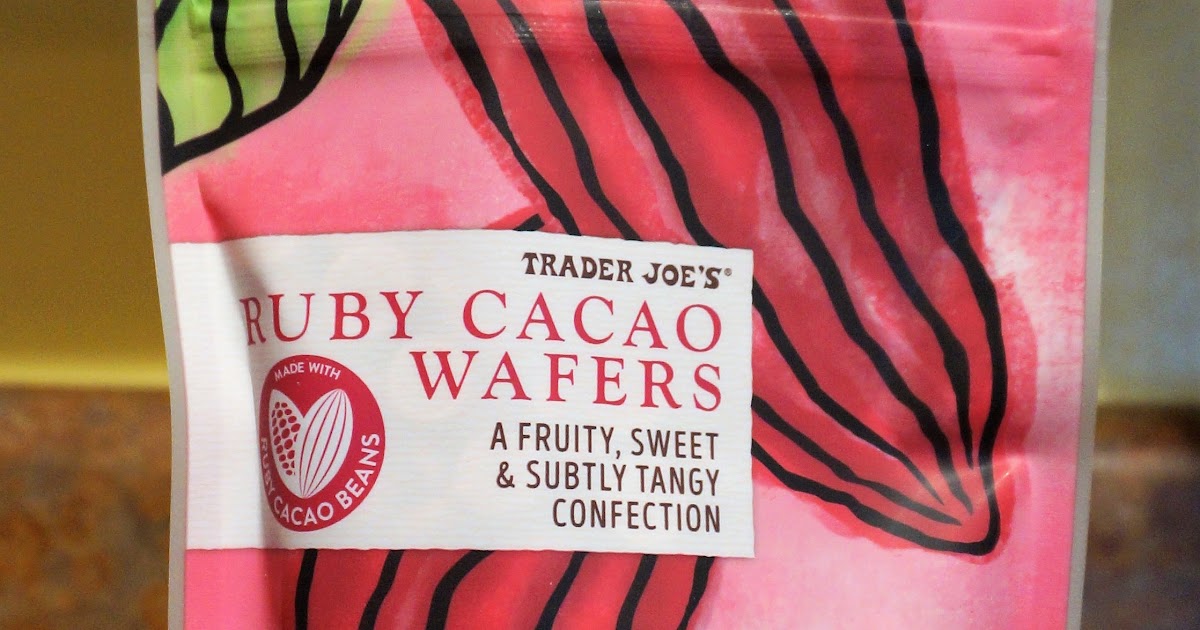 TRADER JOE'S®
RUBY CACAO
WAFERS
MADE WITH
RUBY CACAO BEANS
A FRUITY, SWEET
& SUBTLY TANGY
CONFECTION